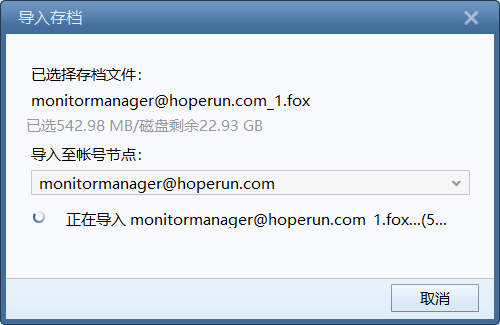 导入存档
已选择存档文件：
monitormanager@hoperun.com_1.fox
已选542.98 MB/磁盘剩余22.93 GB
导入至帐号节点：
monitormanager@hoperun.com
正在导入 monitormanager@hoperun.com_1.fox...(5...
取消